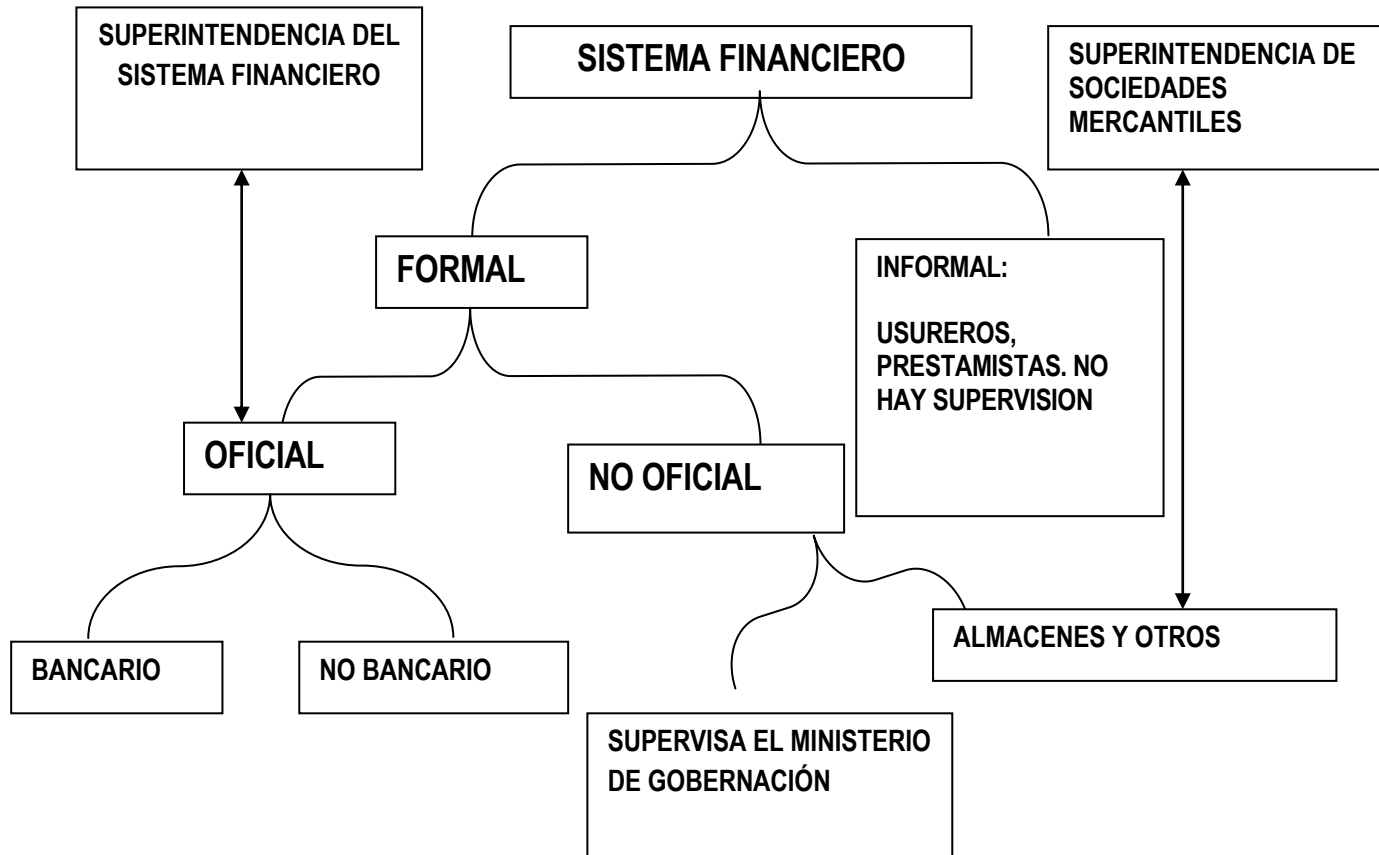 SUPERINTENDENCIA DEL
SISTEMA FINANCIERO
SISTEMA FINANCIERO
SUPERINTENDENCIA DE
SOCIEDADES
MERCANTILES
FORMAL
INFORMAL:
USUREROS,
PRESTAMISTAS. NO
HAY SUPERVISION
OFICIAL
NO OFICIAL
BANCARIO
NO BANCARIO
ALMACENES Y OTROS
SUPERVISA EL MINISTERIO
DE GOBERNACIÓN